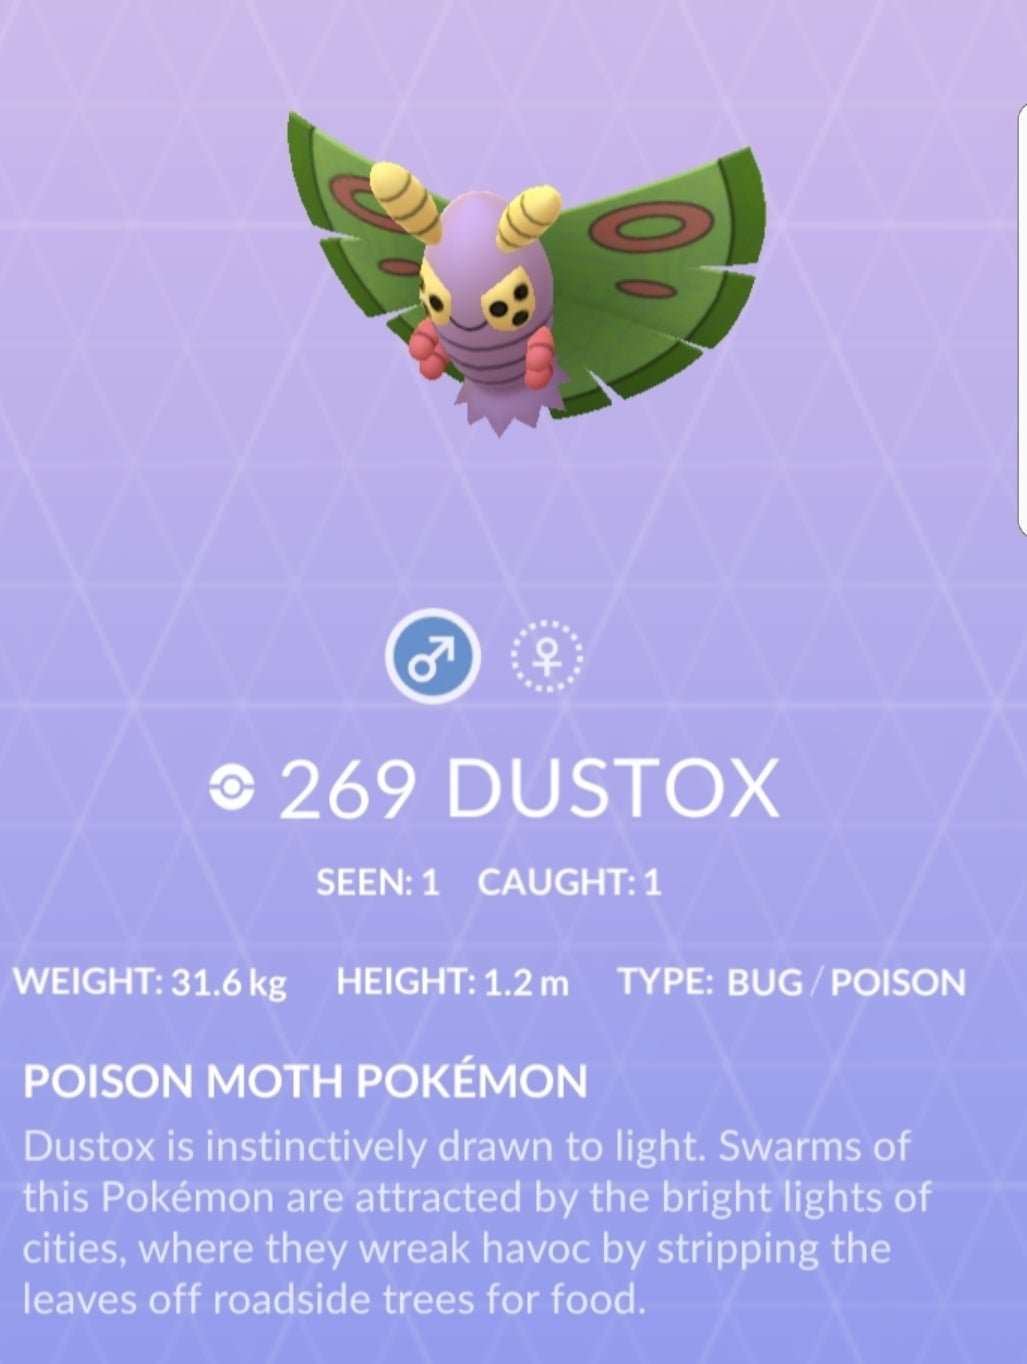 269 DUSTOX
SEEN: 1 CAUGHT: 1
WEIGHT: 31.6 kg HEIGHT: 1.2 m TYPE: BUG / POISON
POISON MOTH POKÉMON
Dustox is instinctively drawn to light. Swarms of
this Pokémon are attracted by the bright lights of
cities, where they wreak havoc by stripping the
leaves off roadside trees for food.